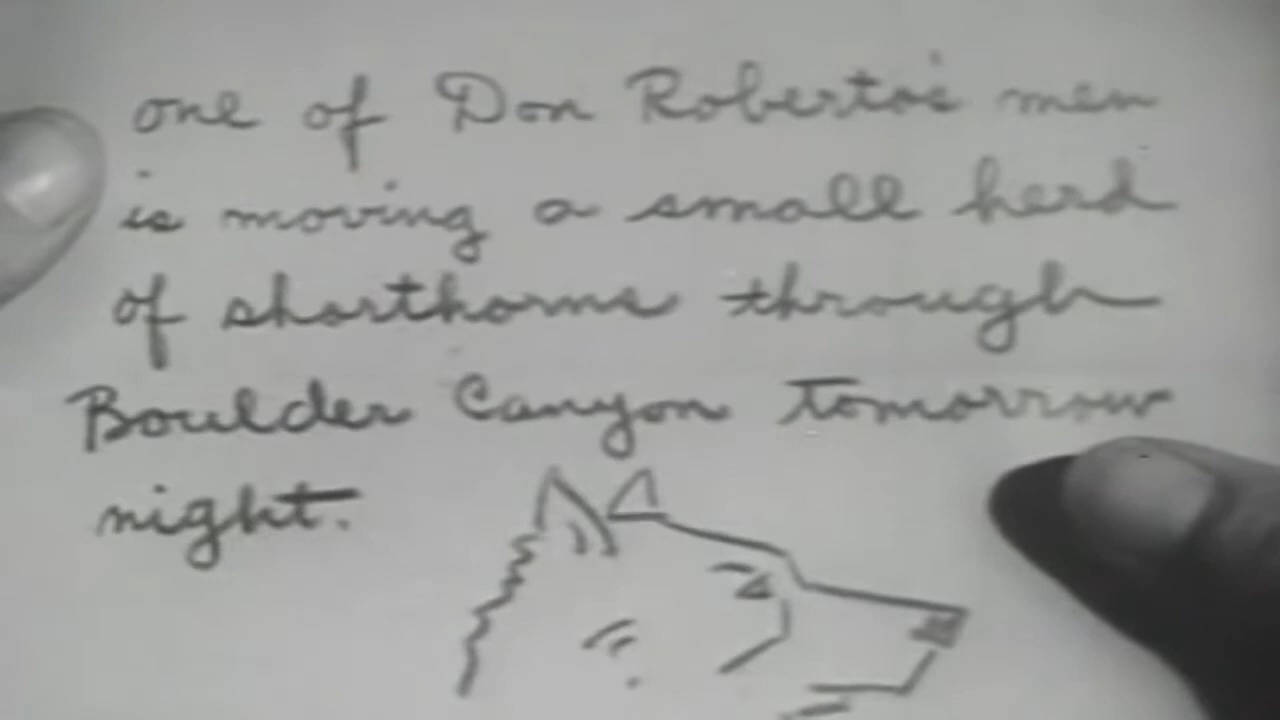 one of Don Roberto's men
is moving a small herd
of shorthorns through
Boulder Canyon tomorrow
night.